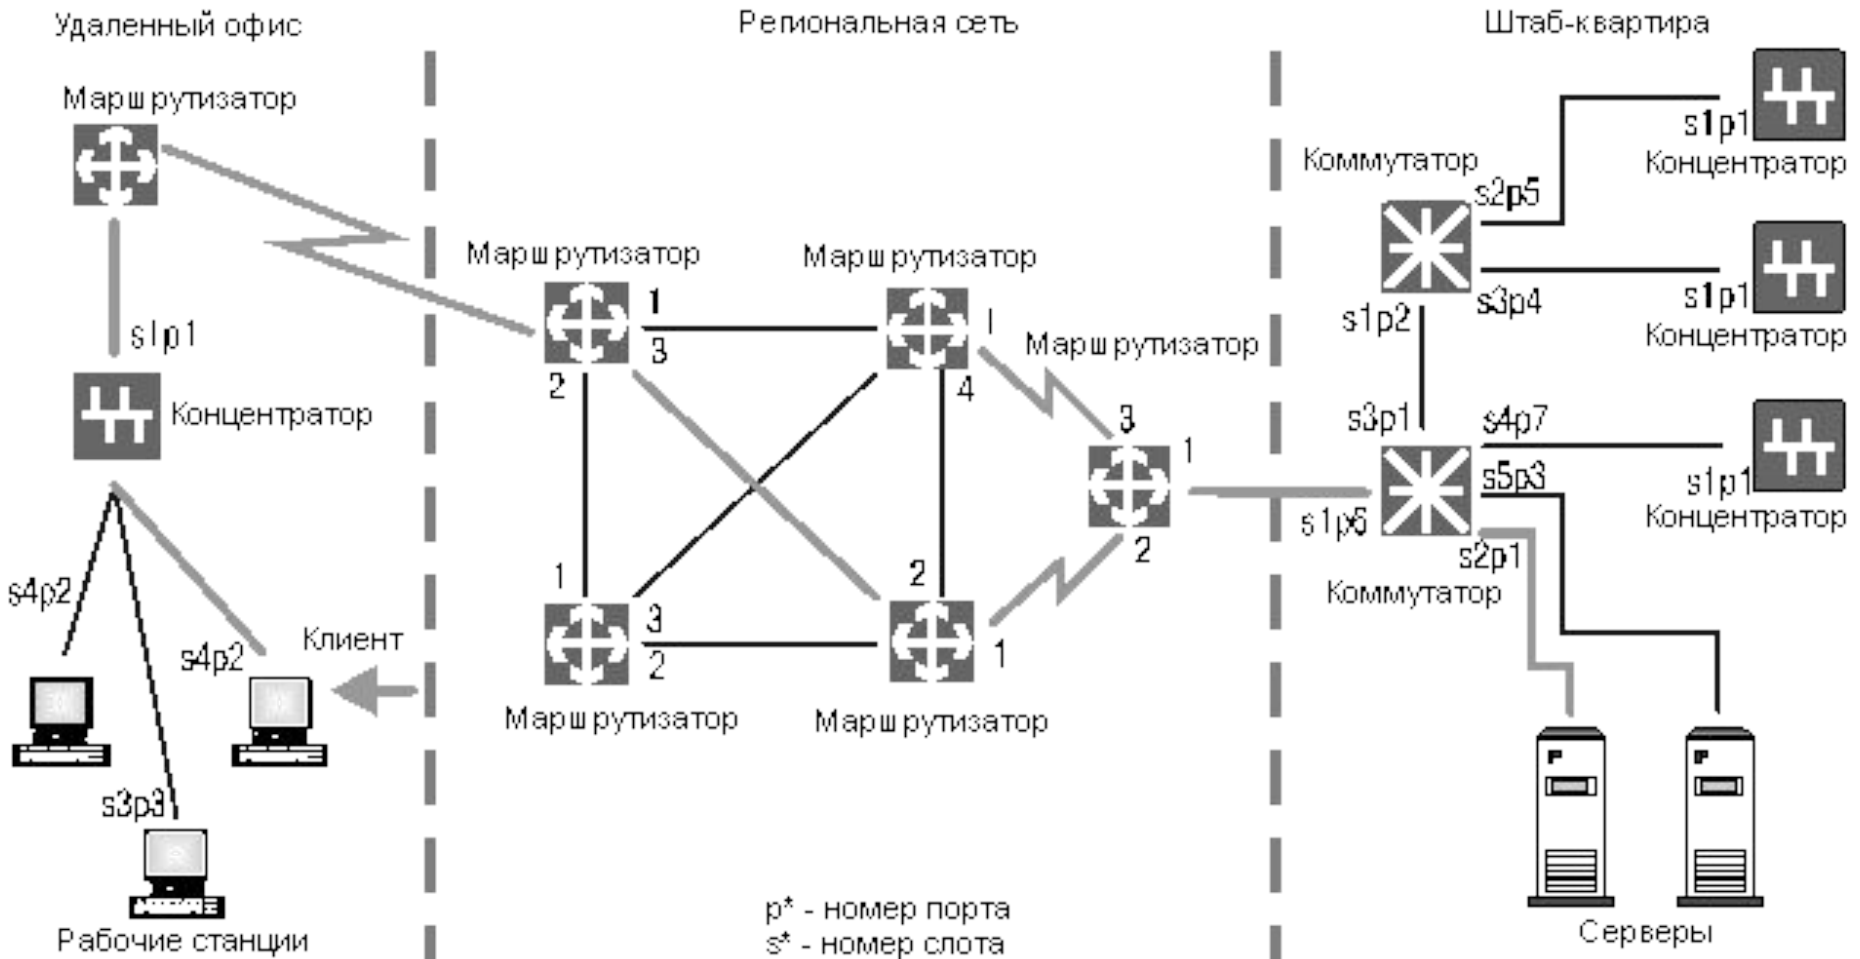 Удаленный офис
Региональная сеть
Штаб-квартира
Маршрутизатор
s1p1
Концентратор
s4p2
s4p2
Клиент
s3p3
Рабочие станции
Маршрутизатор
1
3
2
Маршрутизатор
1
4
Маршрутизатор
3
1
2
1
3
2
Маршрутизатор
2
1
Маршрутизатор
p* - номер порта
s* - номер слота
s1p1
Концентратор
Коммутатор
s2p5
s3p4
s1p2
s1p1
Концентратор
s3p1
s4p7
s5p3
s1p1
Концентратор
s1p6
s2p1
Коммутатор
Серверы